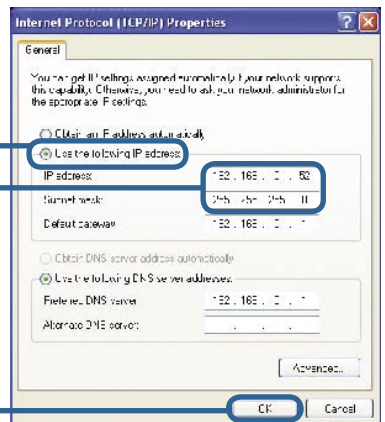 Internet Protocol (TCP/IP) Properties
General
You can get IP settings assigned automatically if your network supports
this capability. Otherwise, you need to ask your network administrator for
the appropriate IP settings.
Obtain an IP address automatically
Use the following IP address:
IP address: 192 . 168 . 0 . 52
Subnet mask: 255 . 255 . 255 . 0
Default gateway: 192 . 168 . 0 . 1
Obtain DNS server address automatically
Use the following DNS server addresses:
Preferred DNS server: 192 . 168 . 0 . 1
Alternate DNS server: . . .
Advanced...
OK Cancel